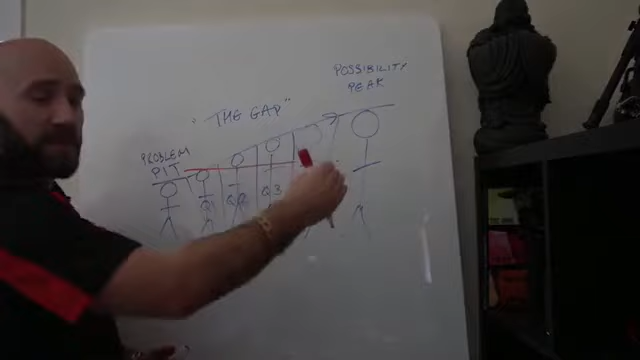 POSSIBILITY
PEAK
"THE GAP"
PROBLEM
PIT
Q1
Q2
Q3